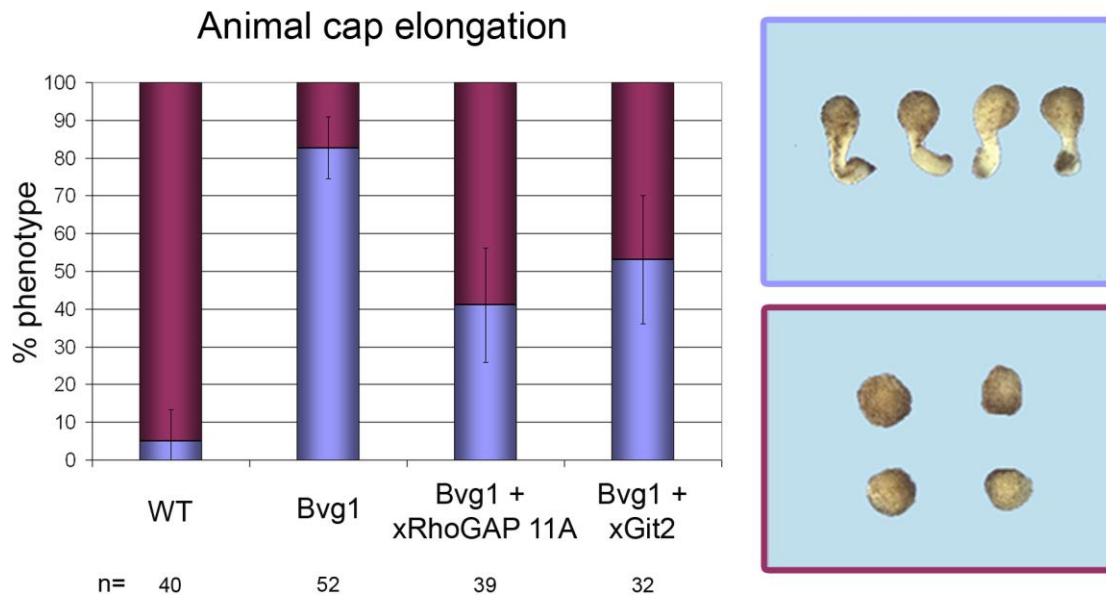 Animal cap elongation
% phenotype
100
90
80
70
60
50
40
30
20
10
0
WT
Bvg1
Bvg1 +
xRhoGAP 11A
Bvg1 +
xGit2
n= 40 52 39 32